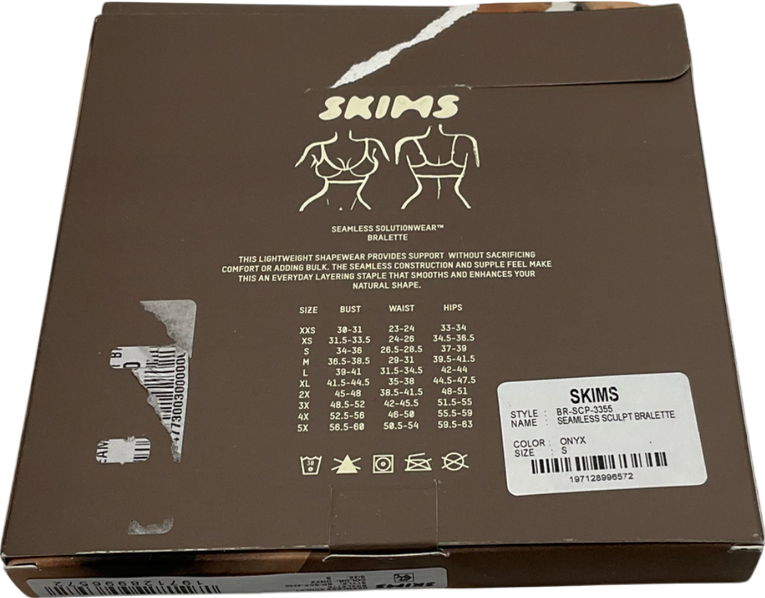 SKIMS
SEAMLESS SOLUTIONWEAR™
BRALETTE
THIS LIGHTWEIGHT SHAPEWEAR PROVIDES SUPPORT WITHOUT SACRIFICING
COMFORT OR ADDING BULK. THE SEAMLESS CONSTRUCTION AND SUPPLE FEEL MAKE
THIS AN EVERYDAY LAYERING STAPLE THAT SMOOTHS AND ENHANCES YOUR
NATURAL SHAPE.
SIZE BUST WAIST HIPS
XXS 30-31 23-24 33-34
XS 31.5-33.5 24-26 34.5-36.5
S 34-36 26.5-28.5 37-39
M 36.5-38.5 29-31 39.5-41.5
L 39-41 31.5-34.5 42-44
XL 41.5-44.5 35-38 44.5-47.5
2X 45-48 38.5-41.5 48-51
3X 48.5-52 42-45.5 51.5-55
4X 52.5-56 46-50 55.5-59
5X 56.5-60 50.5-54 59.5-63
SKIMS
STYLE : BR-SCP-3355
NAME : SEAMLESS SCULPT BRALETTE
COLOR : ONYX
SIZE : S
197128996572
197128996572
SKIMS